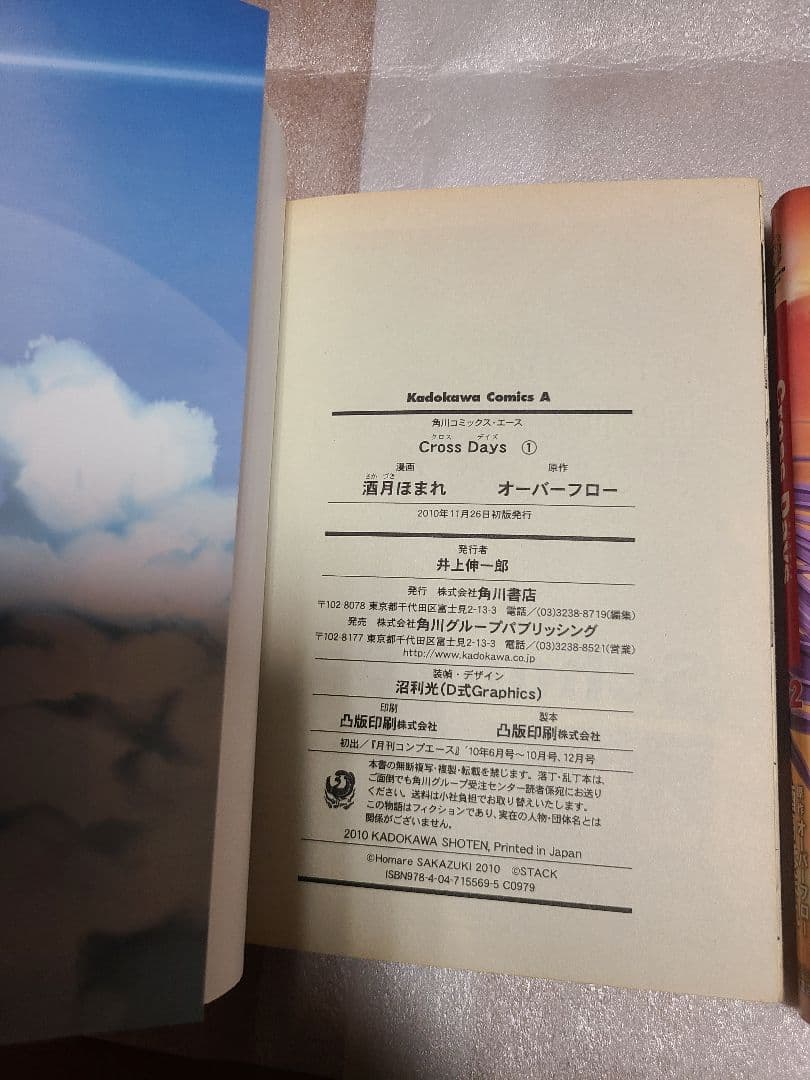 Kadokawa Comics A
角川コミックス・エース
クロス デイズ
Cross Days ①
漫画 原作
さか づき
酒月ほまれ オーバーフロー
2010年11月26日初版発行
発行者
井上伸一郎
発行 株式会社角川書店
〒102-8078 東京都千代田区富士見2-13-3 電話/(03)3238-8719(編集)
発売 株式会社角川グループパブリッシング
〒102-8177 東京都千代田区富士見2-13-3 電話/(03)3238-8521(営業)
http://www.kadokawa.co.jp
装幀・デザイン
沼利光(D式Graphics)
印刷 製本
凸版印刷株式会社 凸版印刷株式会社
初出/『月刊コンプエース』'10年6月号〜10月号、12月号
本書の無断複写・複製・転載を禁じます。落丁・乱丁本は、
ご面倒でも角川グループ受注センター読者係宛にお送り
ください。送料は小社負担でお取り替えいたします。
この物語はフィクションであり、実在の人物・団体名とは
関係がございません。
2010 KADOKAWA SHOTEN, Printed in Japan
©Homare SAKAZUKI 2010 ©STACK
ISBN978-4-04-715569-5 C0979
Cross Days
2